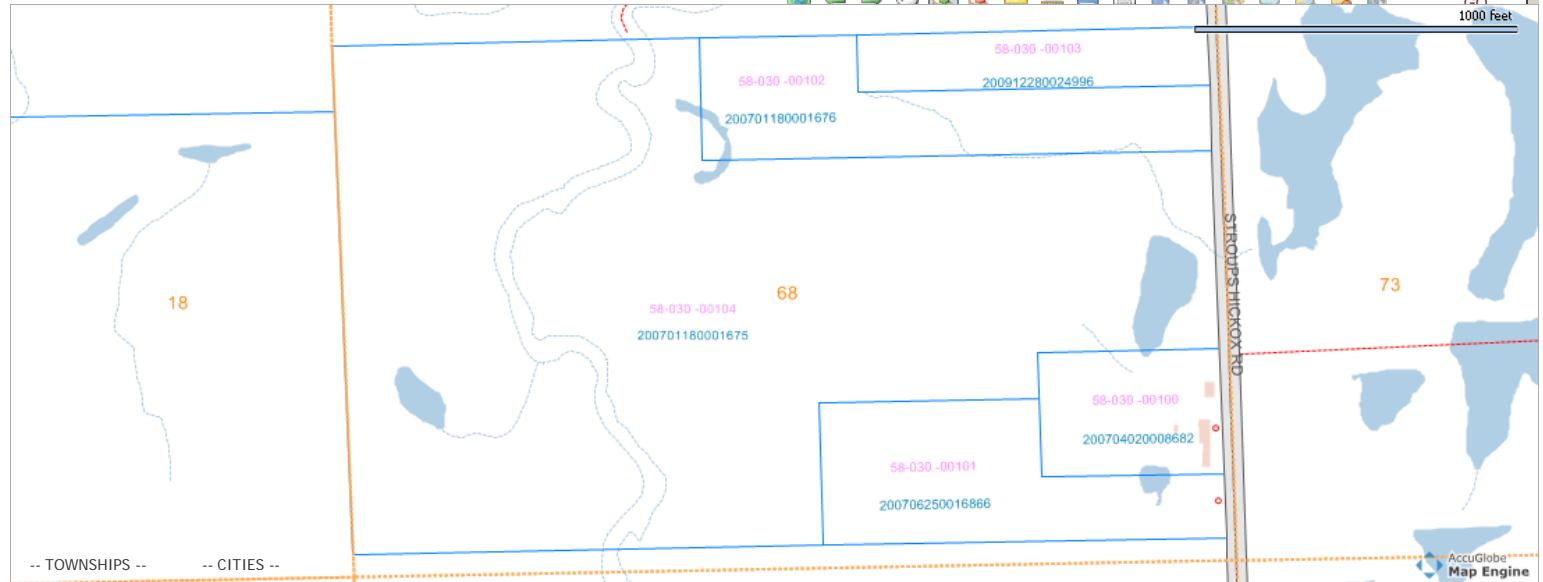 1000 feet
58-030 -00103
200912280024996
58-030 -00102
200701180001676
STROUPS HICKOX RD
18
68
73
58-030 -00104
200701180001675
58-030 -00100
200704020008682
58-030 -00101
200706250016866
-- TOWNSHIPS -- -- CITIES --
AccuGlobe
Map Engine